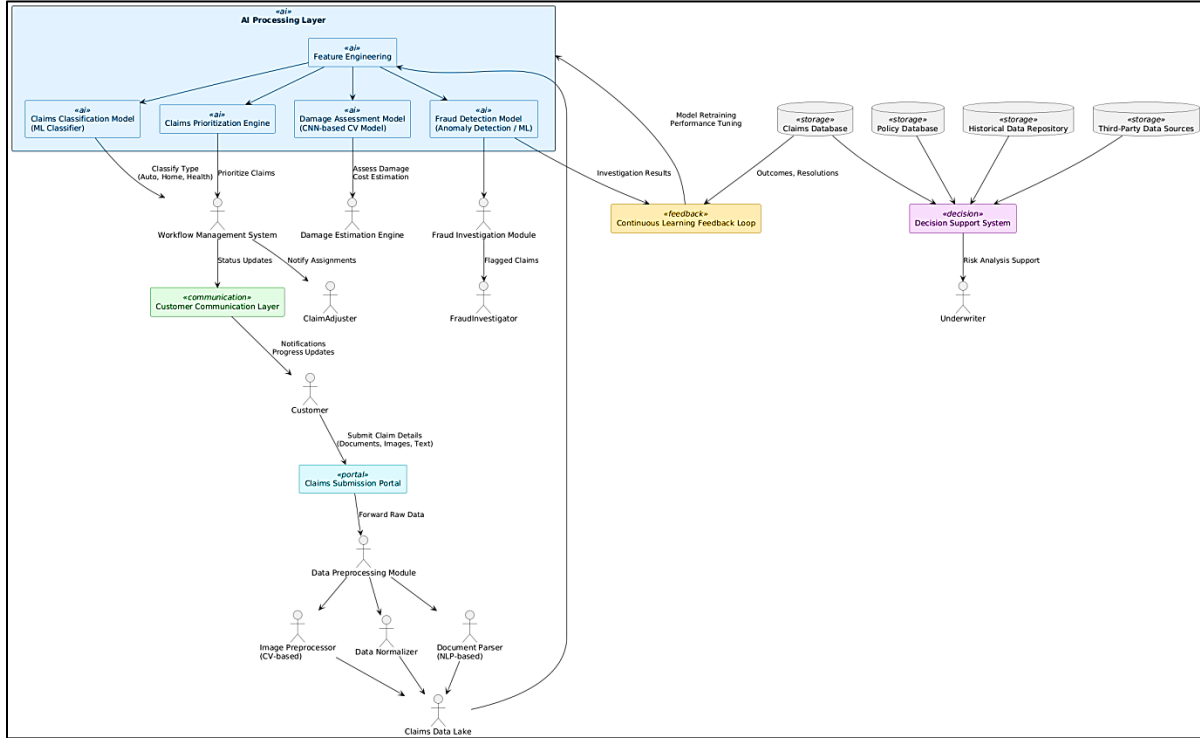 «ai»
AI Processing Layer
«ai»
Feature Engineering
«ai»
Claims Classification Model
(ML Classifier)
«ai»
Claims Prioritization Engine
«ai»
Damage Assessment Model
(CNN-based CV Model)
«ai»
Fraud Detection Model
(Anomaly Detection / ML)
Model Retraining
Performance Tuning
«storage»
Claims Database
«storage»
Policy Database
«storage»
Historical Data Repository
«storage»
Third-Party Data Sources
Classify Type
(Auto, Home, Health)
Prioritize Claims
Assess Damage
Cost Estimation
Investigation Results
Outcomes, Resolutions
Workflow Management System
Damage Estimation Engine
Fraud Investigation Module
«feedback»
Continuous Learning Feedback Loop
«decision»
Decision Support System
Status Updates
Notify Assignments
Flagged Claims
Risk Analysis Support
«communication»
Customer Communication Layer
ClaimAdjuster
FraudInvestigator
Underwriter
Notifications
Progress Updates
Customer
Submit Claim Details
(Documents, Images, Text)
«portal»
Claims Submission Portal
Forward Raw Data
Data Preprocessing Module
Image Preprocessor
(CV-based)
Data Normalizer
Document Parser
(NLP-based)
Claims Data Lake